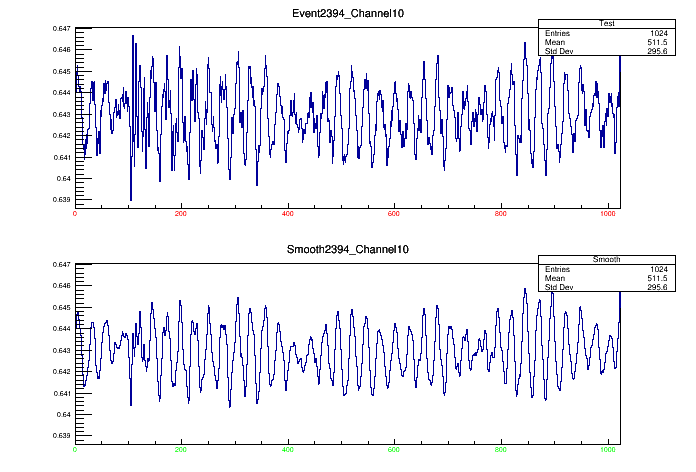 Event2394_Channel10
Test
Entries 1024
Mean 511.5
Std Dev 295.6
0.647
0.646
0.645
0.644
0.643
0.642
0.641
0.64
0.639
0 200 400 600 800 1000
Smooth2394_Channel10
Smooth
Entries 1024
Mean 511.5
Std Dev 295.6
0.647
0.646
0.645
0.644
0.643
0.642
0.641
0.64
0.639
0 200 400 600 800 1000